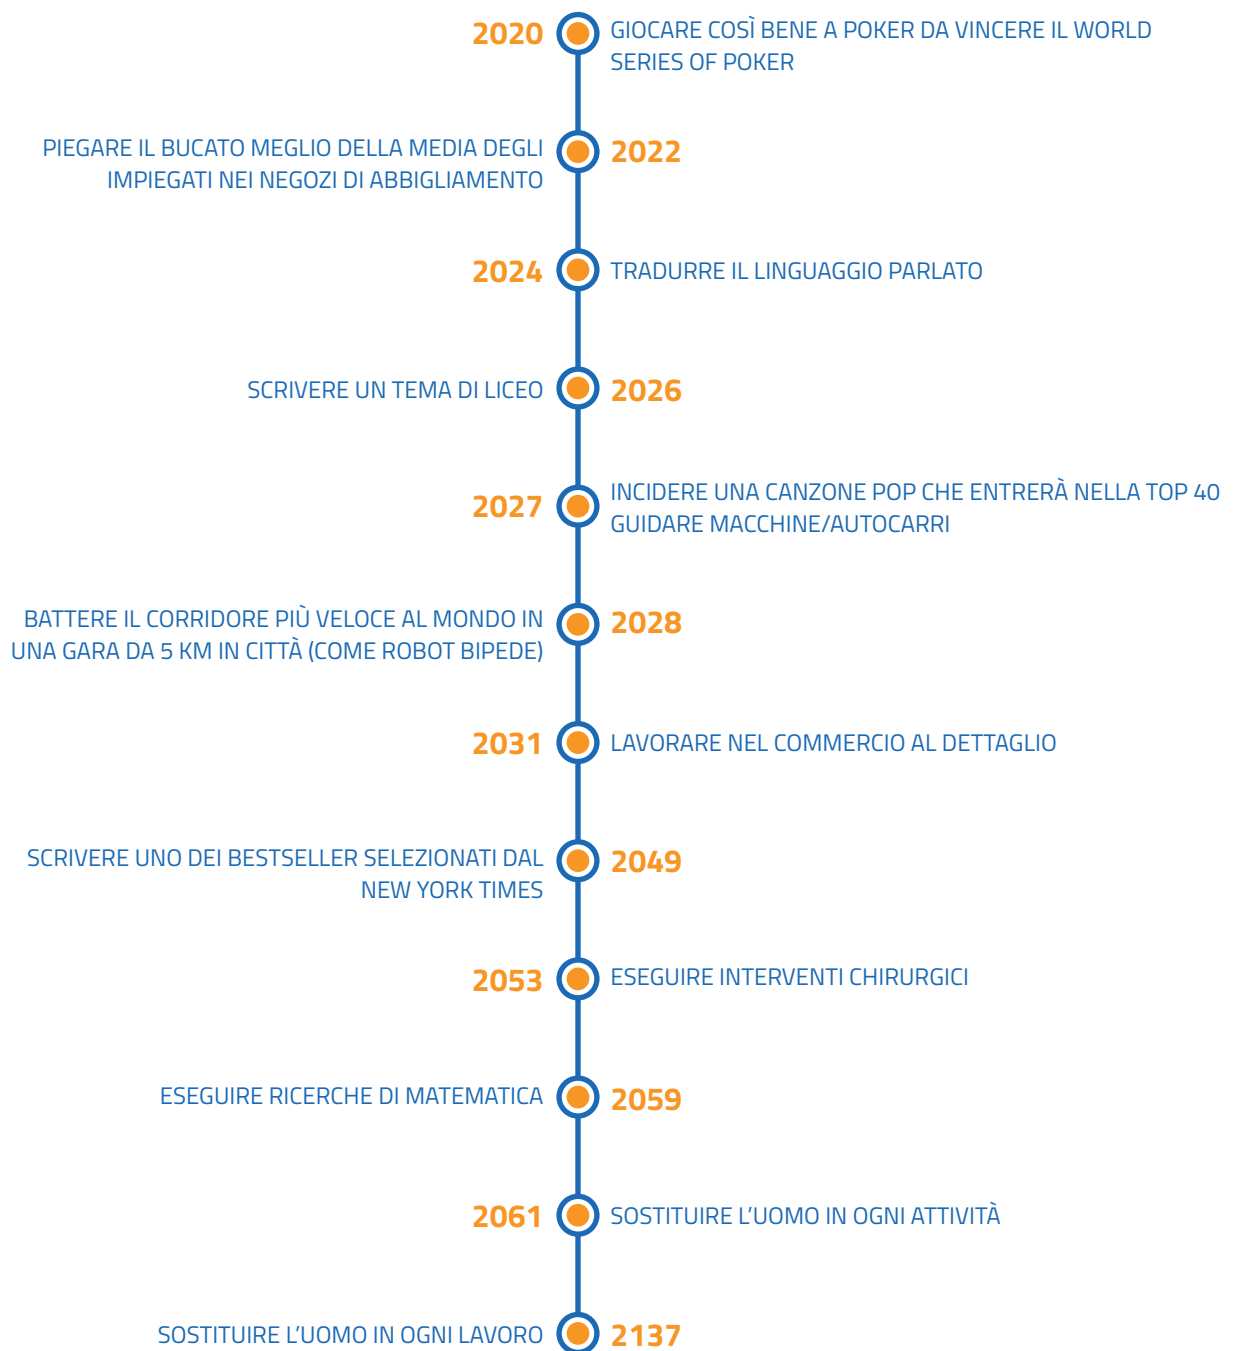 2020
GIOCARE COSÌ BENE A POKER DA VINCERE IL WORLD
SERIES OF POKER
PIEGARE IL BUCATO MEGLIO DELLA MEDIA DEGLI
IMPIEGATI NEI NEGOZI DI ABBIGLIAMENTO
2022
2024
TRADURRE IL LINGUAGGIO PARLATO
SCRIVERE UN TEMA DI LICEO
2026
2027
INCIDERE UNA CANZONE POP CHE ENTRERÀ NELLA TOP 40
GUIDARE MACCHINE/AUTOCARRI
BATTERE IL CORRIDORE PIÙ VELOCE AL MONDO IN
UNA GARA DA 5 KM IN CITTÀ (COME ROBOT BIPEDE)
2028
2031
LAVORARE NEL COMMERCIO AL DETTAGLIO
SCRIVERE UNO DEI BESTSELLER SELEZIONATI DAL
NEW YORK TIMES
2049
2053
ESEGUIRE INTERVENTI CHIRURGICI
ESEGUIRE RICERCHE DI MATEMATICA
2059
2061
SOSTITUIRE L’UOMO IN OGNI ATTIVITÀ
SOSTITUIRE L’UOMO IN OGNI LAVORO
2137